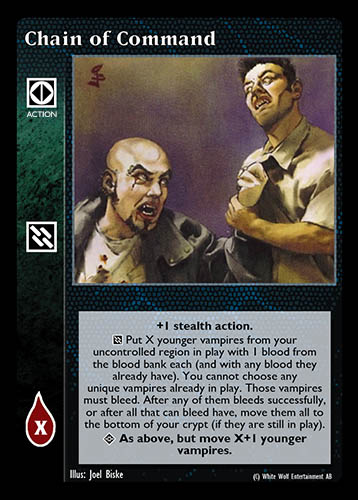 Chain of Command
ACTION
+1 stealth action.
Put X younger vampires from your
uncontrolled region in play with 1 blood from
the blood bank each (and with any blood they
already have). You cannot choose any
unique vampires already in play. Those vampires
must bleed. After any of them bleeds successfully,
or after all that can bleed have, move them all to
the bottom of your crypt (if they are still in play).
As above, but move X+1 younger
vampires.
X
Illus: Joel Biske
(C) White Wolf Entertainment AB